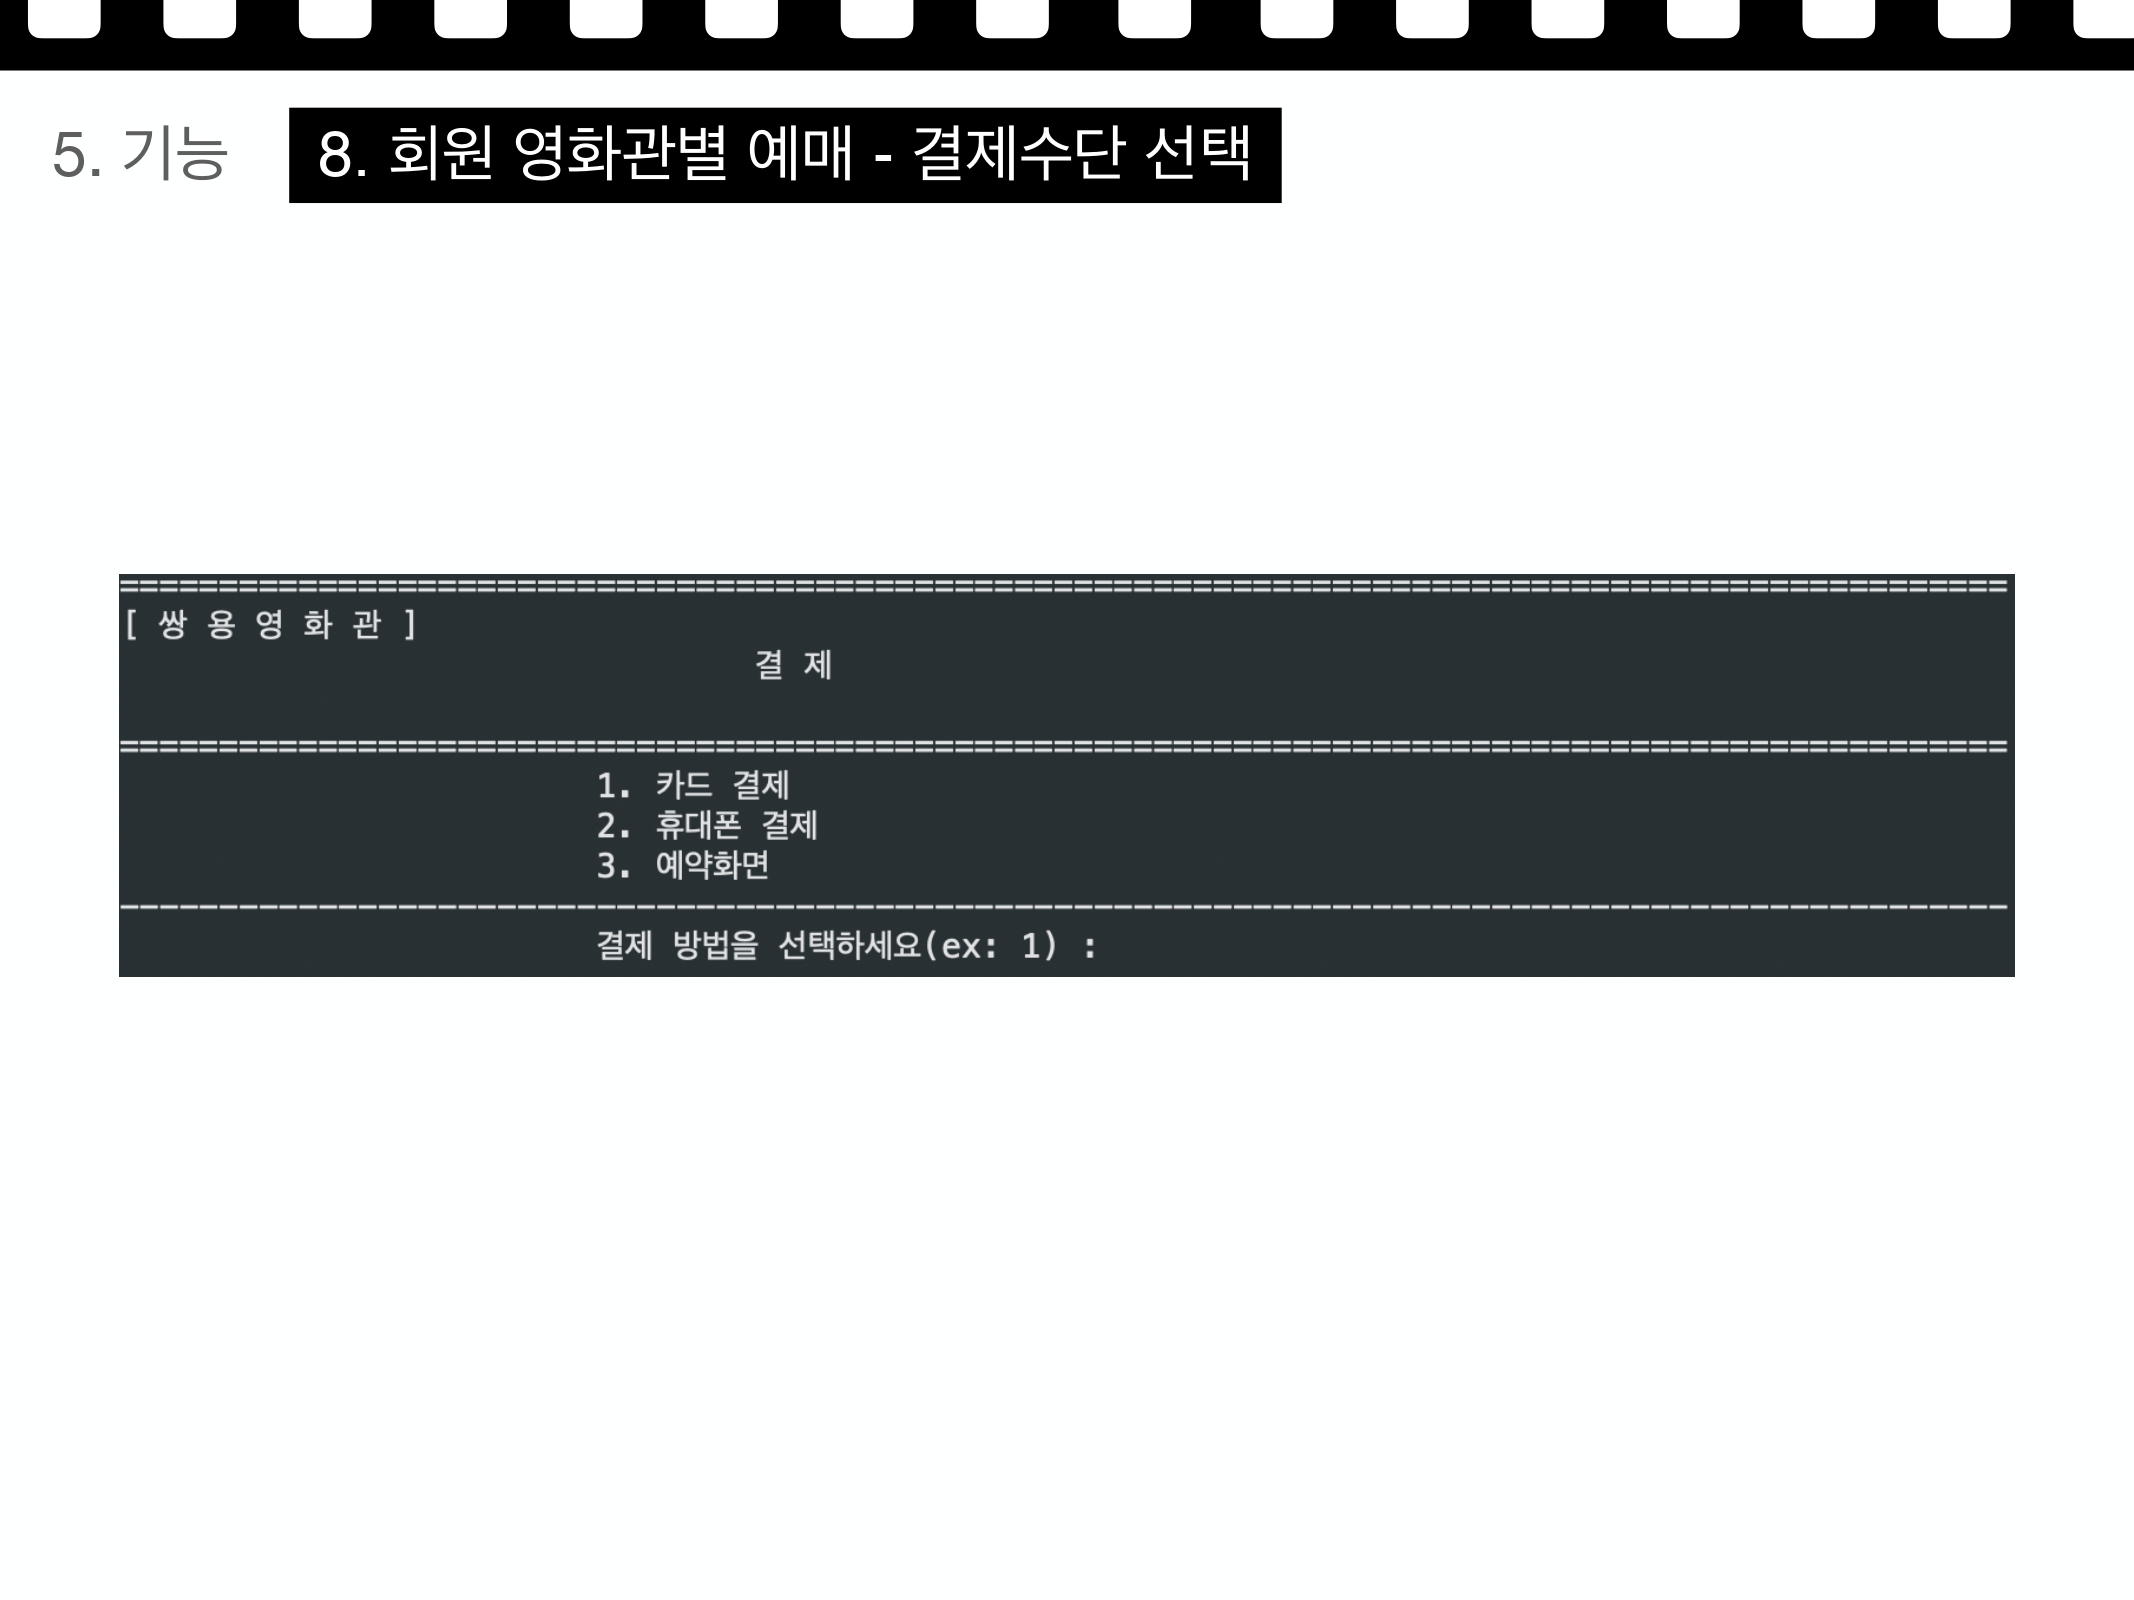 5. 기능
8. 회원 영화관별 예매 - 결제수단 선택
===============================================================================================
[ 쌍 용 영 화 관 ]
결 제
===============================================================================================
1. 카드 결제
2. 휴대폰 결제
3. 예약화면
-----------------------------------------------------------------------------------------------
결제 방법을 선택하세요(ex: 1) :